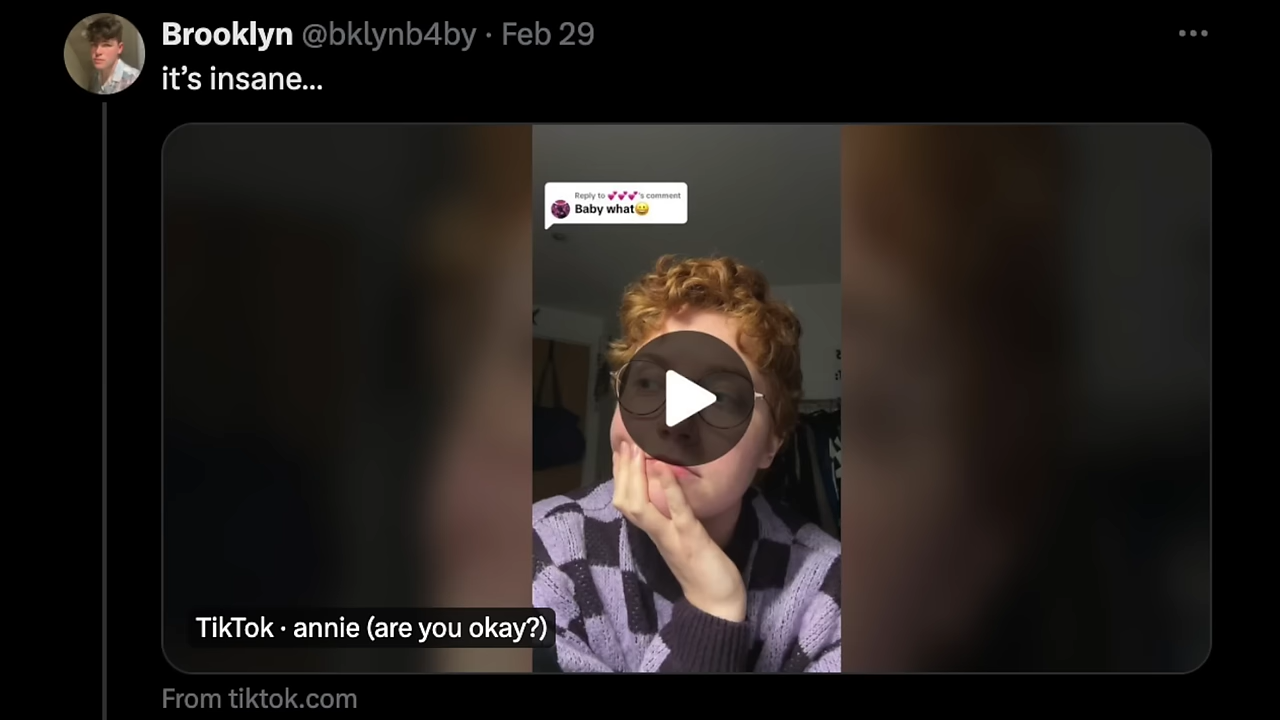 Brooklyn @bklynb4by · Feb 29
it’s insane...
Reply to 💕💕💕's comment
Baby what😀
TikTok · annie (are you okay?)
From tiktok.com